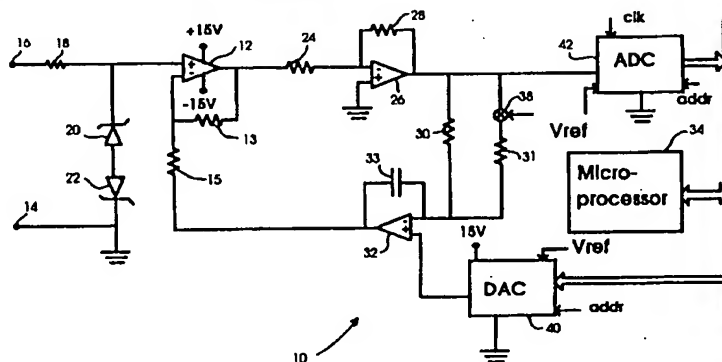 clk
28
16
18
+15V
12
24
42
ADC
26
38
addr
-15V
13
20
30
31
Vref
34
33
15
22
Micro-
processor
14
32
15V
Vref
DAC
addr
40
10